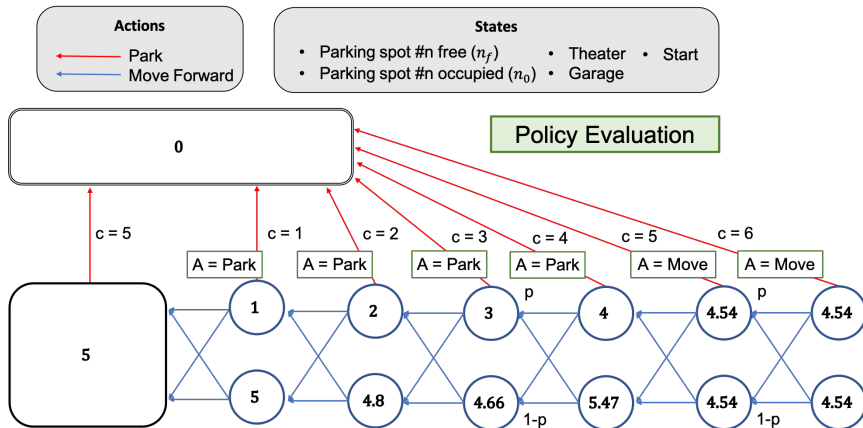 Actions
Park
Move Forward
States
• Parking spot #n free (n_f)
• Parking spot #n occupied (n_0)
• Theater
• Garage
• Start
0
Policy Evaluation
c = 5
c = 1
c = 2
c = 3
c = 4
c = 5
c = 6
A = Park
A = Park
A = Park
A = Park
A = Move
A = Move
p
p
1
2
3
4
4.54
4.54
5
5
4.8
4.66
5.47
4.54
4.54
1-p
1-p